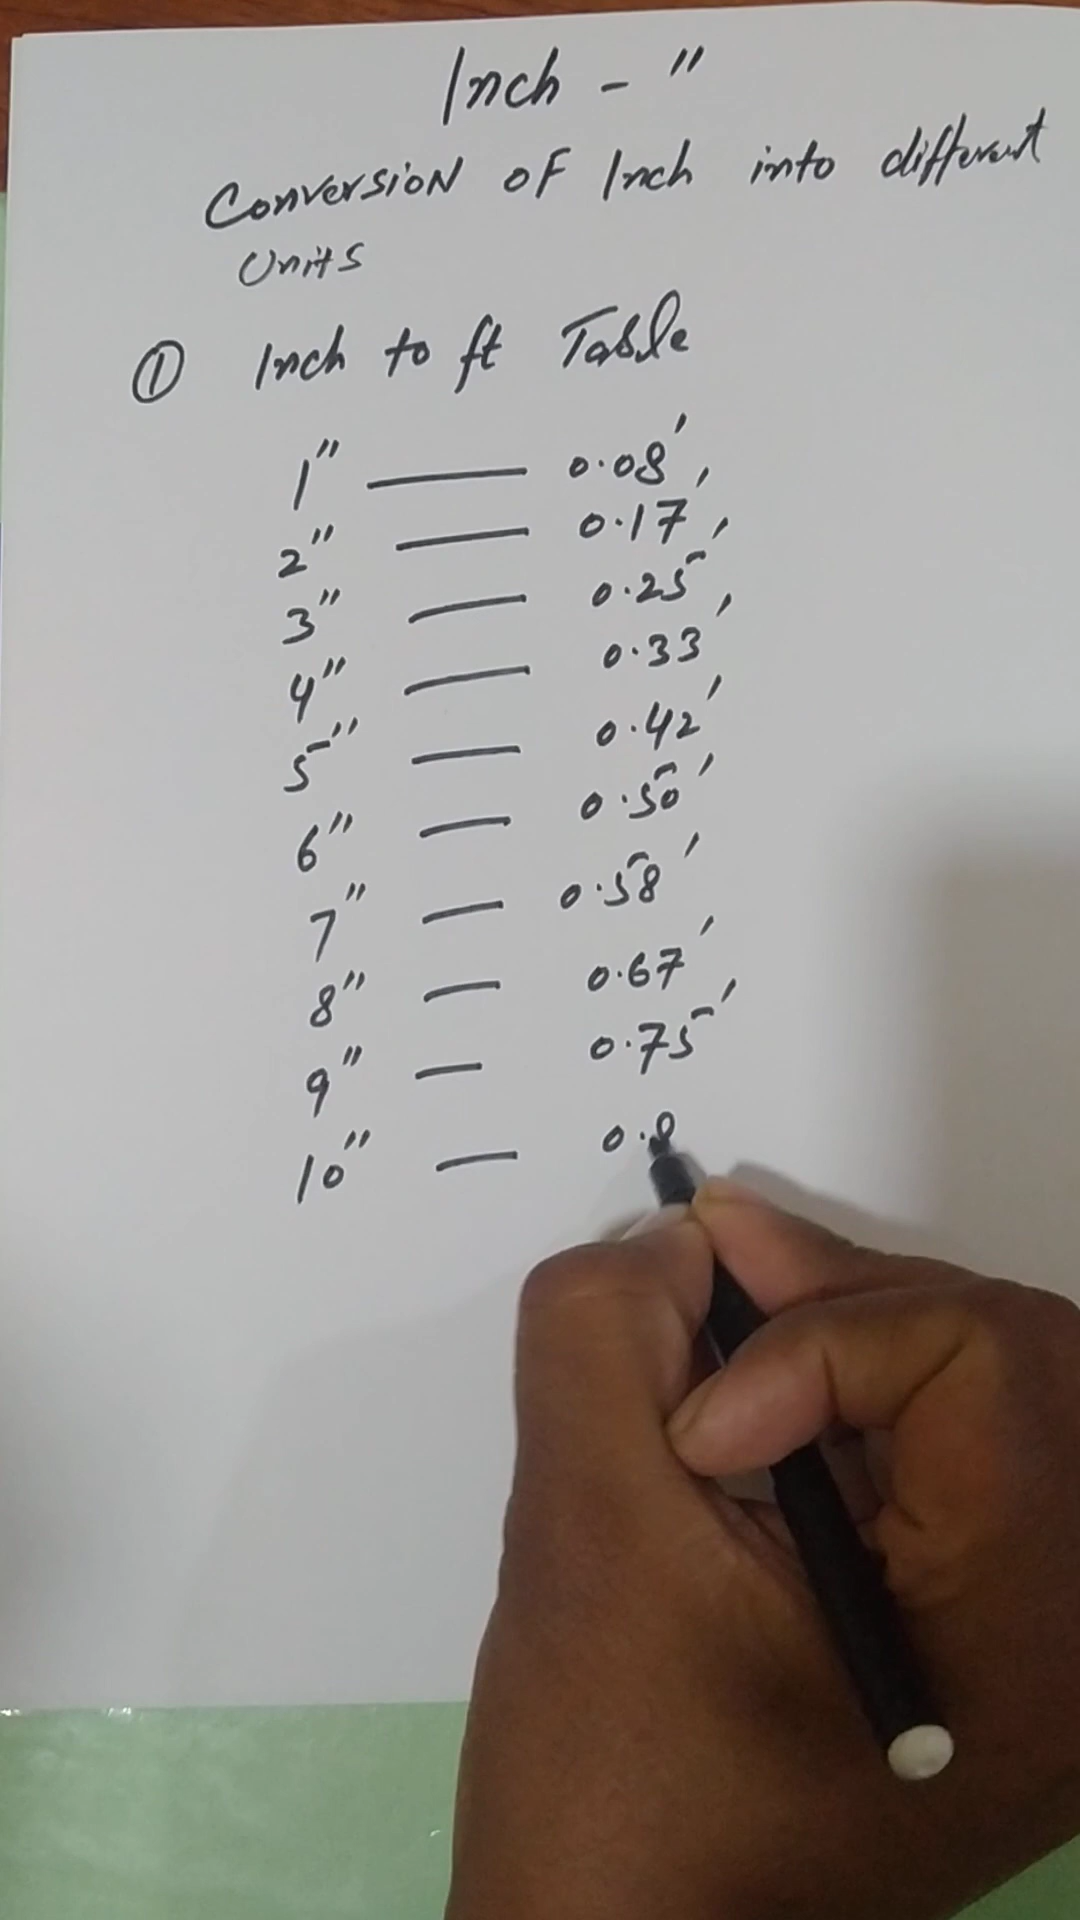 Inch - "
Conversion of Inch into different
Units
① Inch to ft Table
1" — 0.08'
2" — 0.17'
3" — 0.25'
4" — 0.33'
5" — 0.42'
6" — 0.50'
7" — 0.58'
8" — 0.67'
9" — 0.75'
10" — 0.8